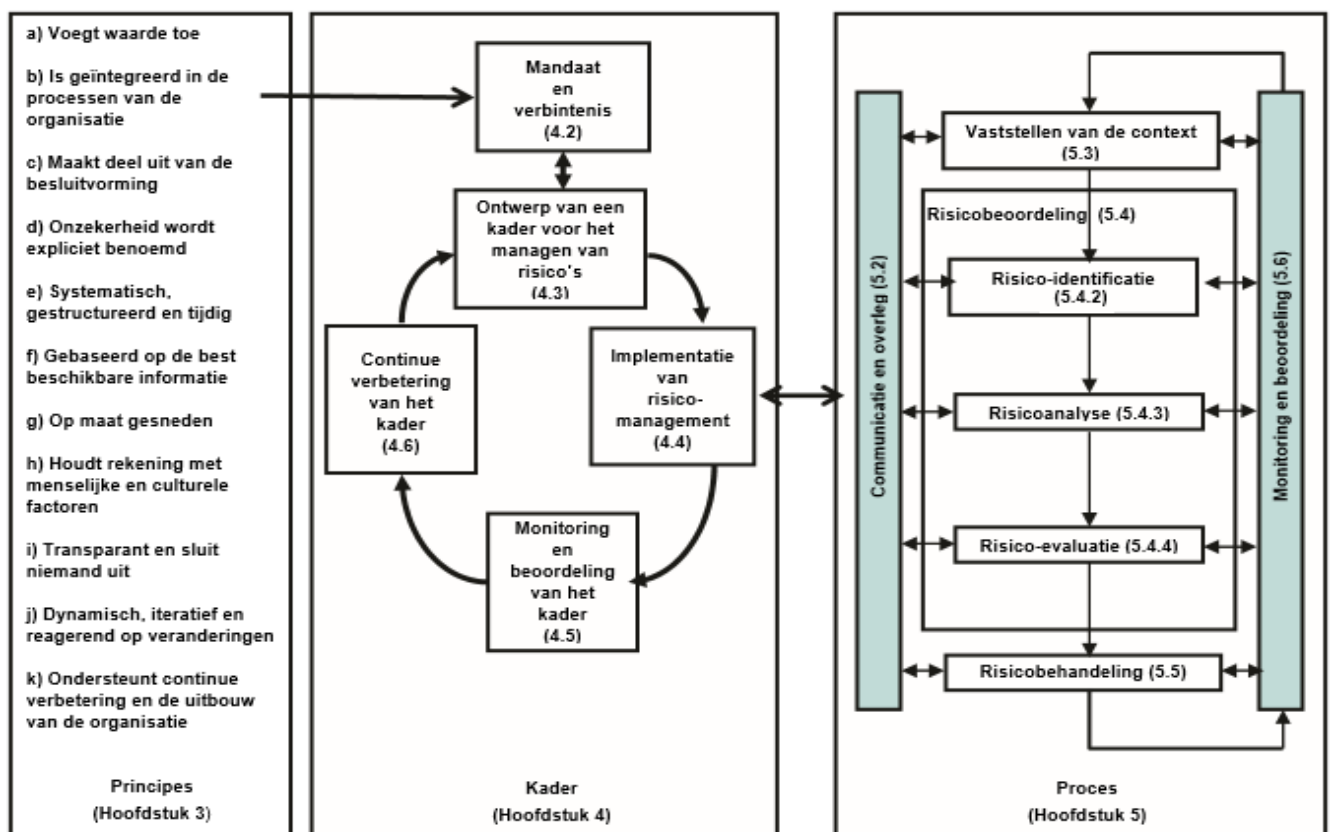 a) Voegt waarde toe
b) Is geïntegreerd in de
processen van de
organisatie
c) Maakt deel uit van de
besluitvorming
d) Onzekerheid wordt
expliciet benoemd
e) Systematisch,
gestructureerd en tijdig
f) Gebaseerd op de best
beschikbare informatie
g) Op maat gesneden
h) Houdt rekening met
menselijke en culturele
factoren
i) Transparant en sluit
niemand uit
j) Dynamisch, iteratief en
reagerend op veranderingen
k) Ondersteunt continue
verbetering en de uitbouw
van de organisatie
Principes
(Hoofdstuk 3)
Mandaat
en
verbintenis
(4.2)
Ontwerp van een
kader voor het
managen van
risico's
(4.3)
Continue
verbetering
van het
kader
(4.6)
Implementatie
van
risico-
management
(4.4)
Monitoring
en
beoordeling
van het
kader
(4.5)
Kader
(Hoofdstuk 4)
Communicatie en overleg (5.2)
Vaststellen van de context
(5.3)
Risicobeoordeling (5.4)
Risico-identificatie
(5.4.2)
Risicoanalyse (5.4.3)
Risico-evaluatie (5.4.4)
Risicobehandeling (5.5)
Monitoring en beoordeling (5.6)
Proces
(Hoofdstuk 5)